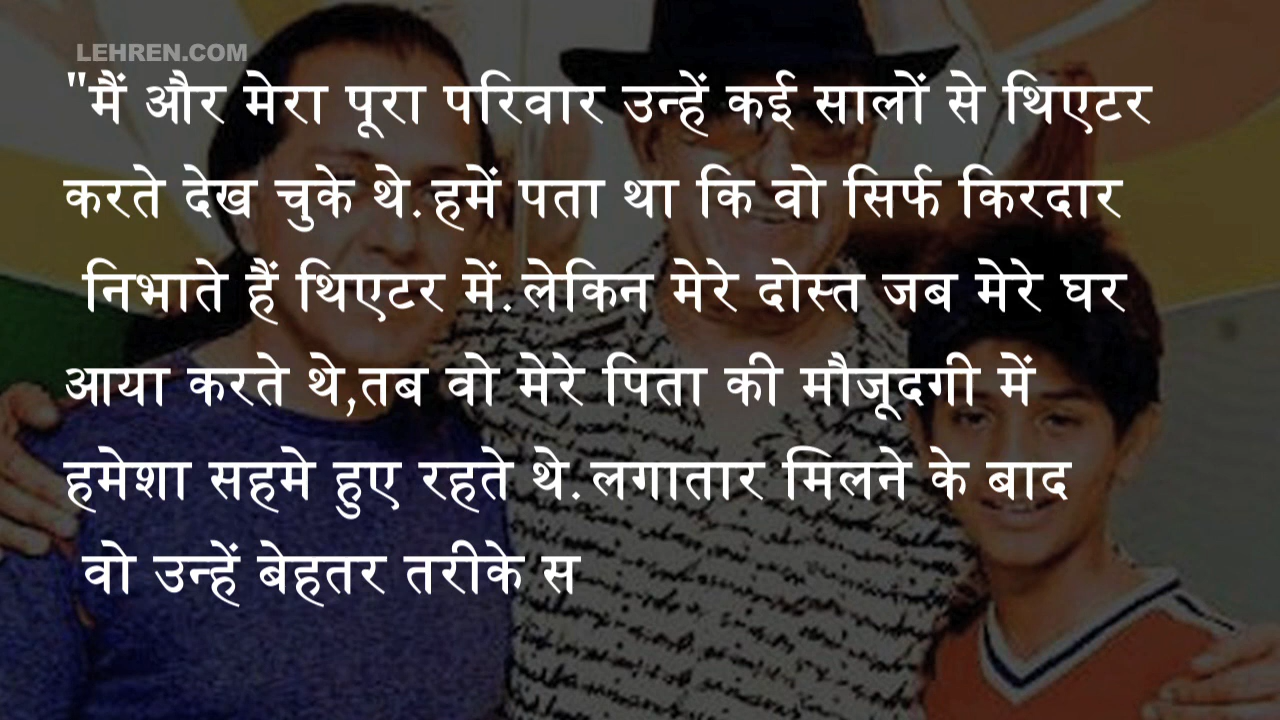 LEHREN.COM
"मैं और मेरा पूरा परिवार उन्हें कई सालों से थिएटर
करते देख चुके थे.हमें पता था कि वो सिर्फ किरदार
निभाते हैं थिएटर में.लेकिन मेरे दोस्त जब मेरे घर
आया करते थे,तब वो मेरे पिता की मौजूदगी में
हमेशा सहमे हुए रहते थे.लगातार मिलने के बाद
वो उन्हें बेहतर तरीके स